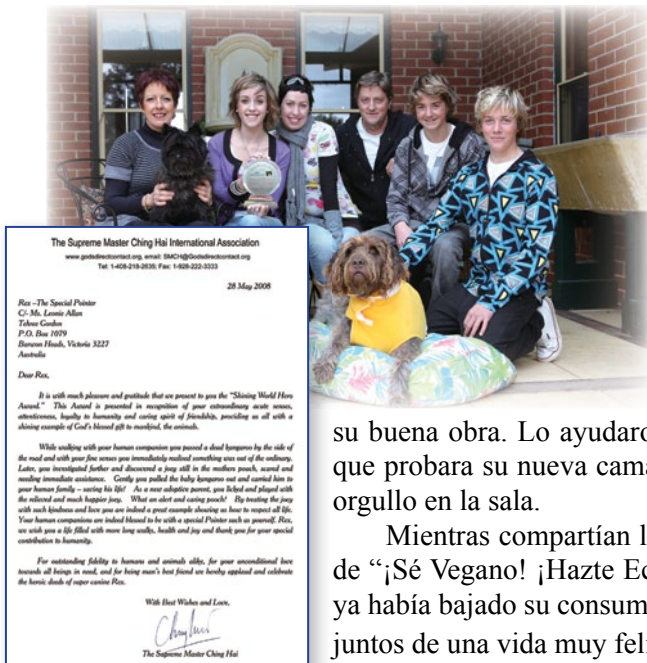 The Supreme Master Ching Hai International Association
www.godsdirectcontact.org, email: SMCH@Godsdirectcontact.org
Tel: 1-408-218-2635; Fax: 1-928-222-3333
28 May 2008
Rex –The Special Pointer
C/- Ms. Leonie Allan
Tehree Gordon
P.O. Box 1079
Barwon Heads, Victoria 3227
Australia
Dear Rex,
It is with much pleasure and gratitude that we present to you the “Shining World Hero
Award.” This Award is presented in recognition of your extraordinary acute senses,
attentiveness, loyalty to humanity and caring spirit of friendship, providing us all with a
shining example of God's blessed gift to mankind, the animals.
While walking with your human companion you passed a dead kangaroo by the side of
the road and with your fine senses you immediately realised something was out of the ordinary.
Later, you investigated further and discovered a joey still in the mothers pouch, scared and
needing immediate assistance. Gently you pulled the baby kangaroo out and carried him to
your human family – saving his life! As a new adoptive parent, you licked and played with
the relieved and much happier joey. What an alert and caring pooch! By treating the joey
with such kindness and love you are indeed a great example showing us how to respect all life.
Your human companions are indeed blessed to be with a special Pointer such as yourself. Rex,
we wish you a life filled with more long walks, health and joy and thank you for your special
contribution to humanity.
For outstanding fidelity to humans and animals alike, for your unconditional love
towards all beings in need, and for being man's best friend we hereby applaud and celebrate
the heroic deeds of super canine Rex.
With Best Wishes and Love,
The Supreme Master Ching Hai
su buena obra. Lo ayudaro
que probara su nueva cama
orgullo en la sala.
Mientras compartían l
de “¡Sé Vegano! ¡Hazte Ec
ya había bajado su consum
juntos de una vida muy feli